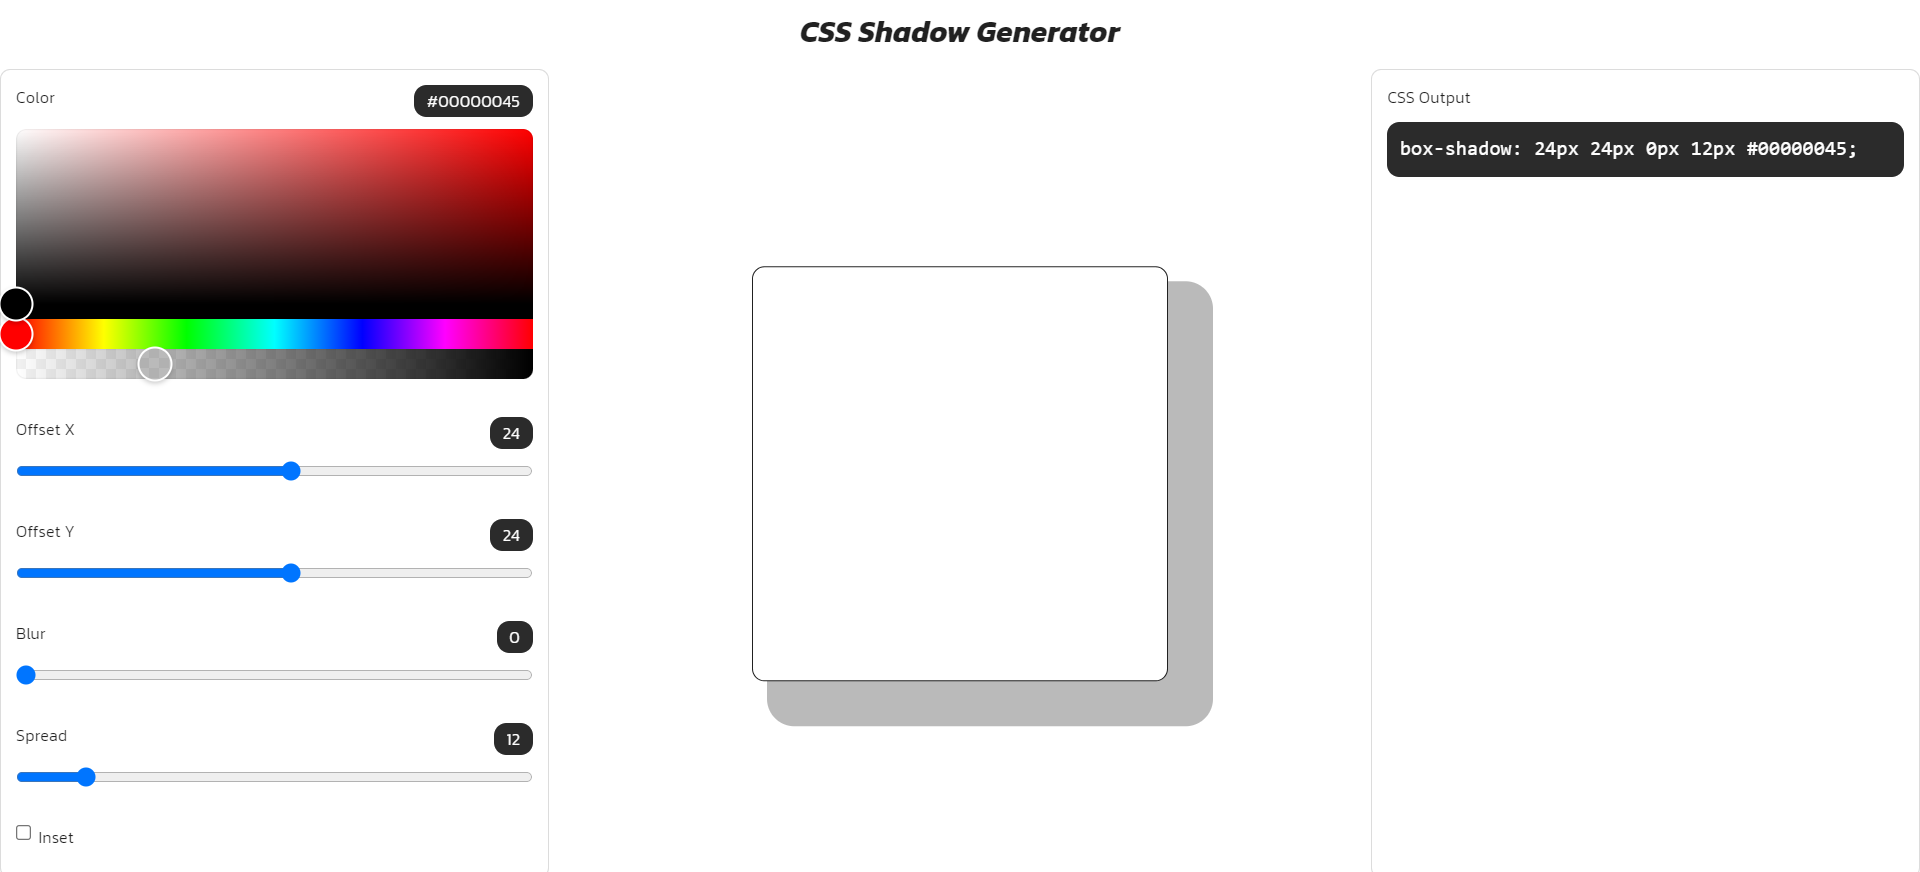 CSS Shadow Generator
Color
#00000045
Offset X
24
Offset Y
24
Blur
0
Spread
12
Inset
CSS Output
box-shadow: 24px 24px 0px 12px #00000045;